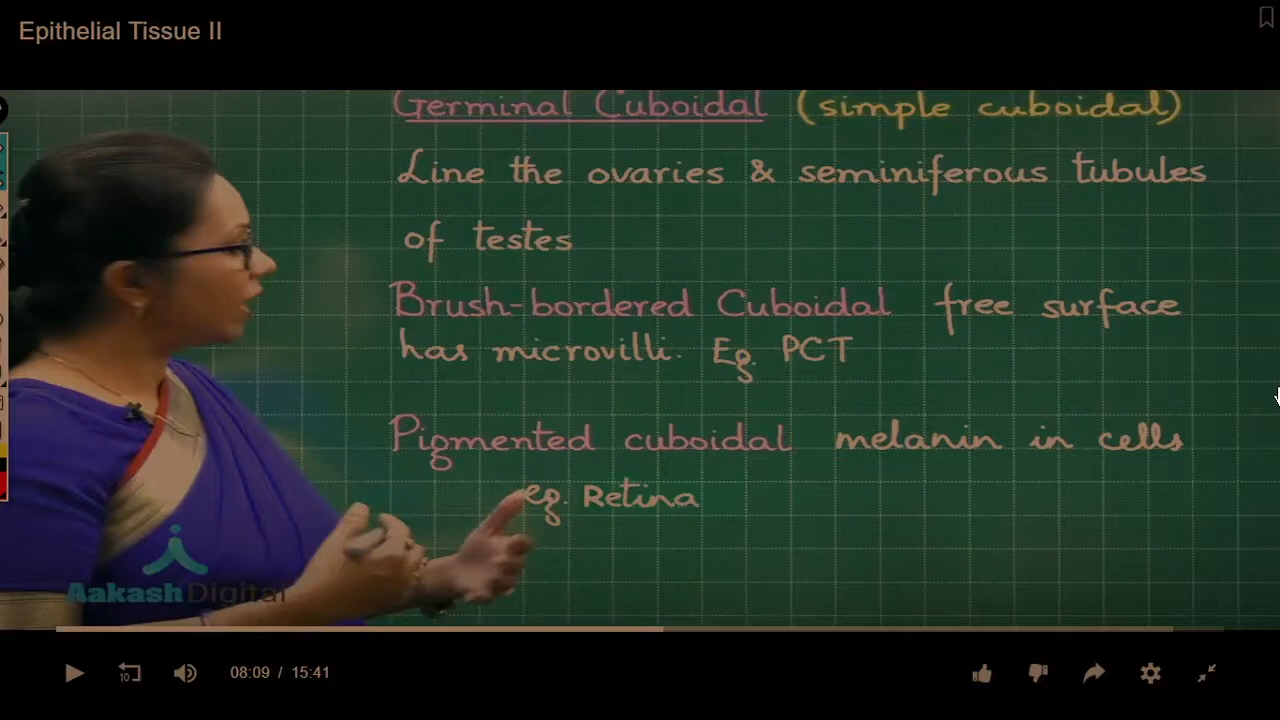 Epithelial Tissue II
Germinal Cuboidal (simple cuboidal)
Line the ovaries & seminiferous tubules
of testes
Brush-bordered Cuboidal free surface
has microvilli. Eg. PCT
Pigmented cuboidal melanin in cells
eg. Retina
Aakash Digital
10
08:09 / 15:41